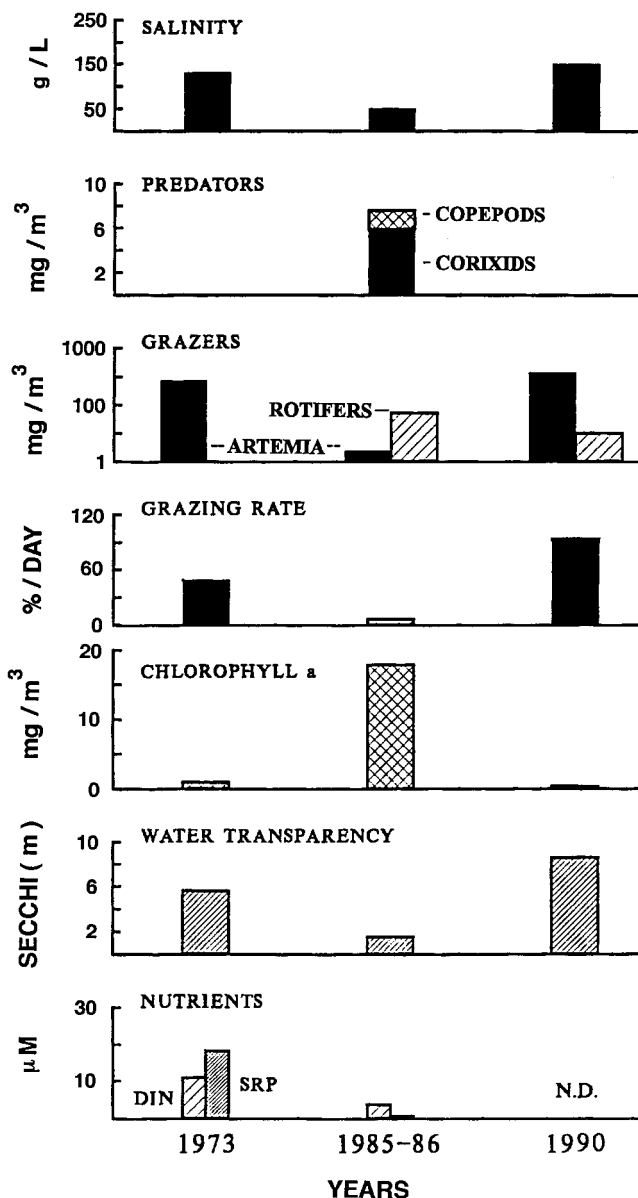 SALINITY
g / L
250
150
50
PREDATORS
mg / m³
10
6
2
- COPEPODS
- CORIXIDS
GRAZERS
mg / m³
1000
100
1
ROTIFERS -
-- ARTEMIA --
GRAZING RATE
% / DAY
120
60
0
CHLOROPHYLL a
mg / m³
20
10
0
WATER TRANSPARENCY
SECCHI ( m )
10
6
2
NUTRIENTS
μM
30
10
DIN
SRP
N.D.
1973
1985-86
1990
YEARS